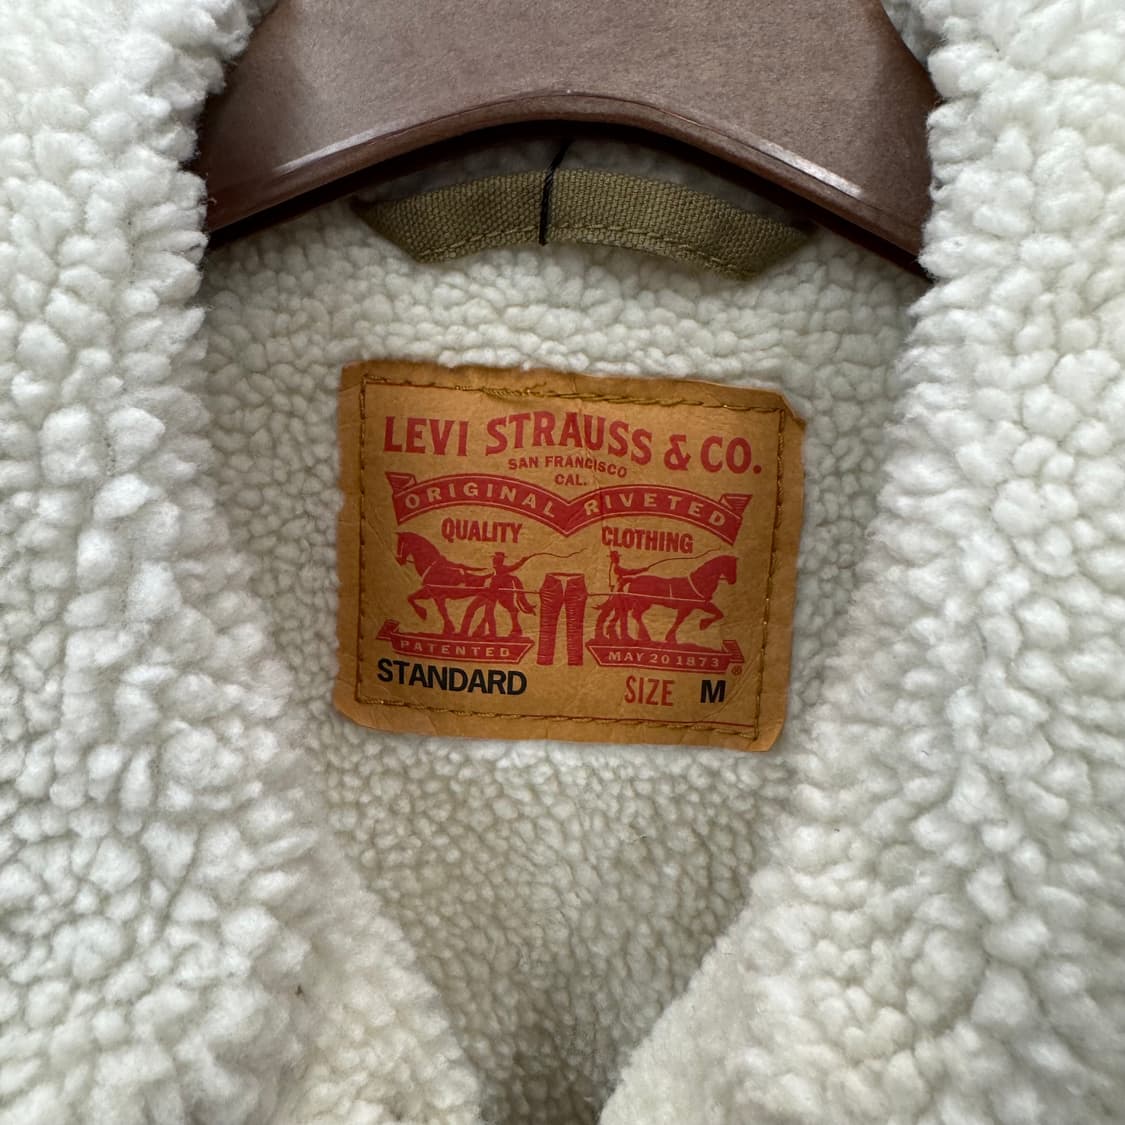 LEVI STRAUSS & CO.
SAN FRANCISCO
CAL.
ORIGINAL RIVETED
QUALITY CLOTHING
PATENTED MAY 20 1873 ®
STANDARD SIZE M